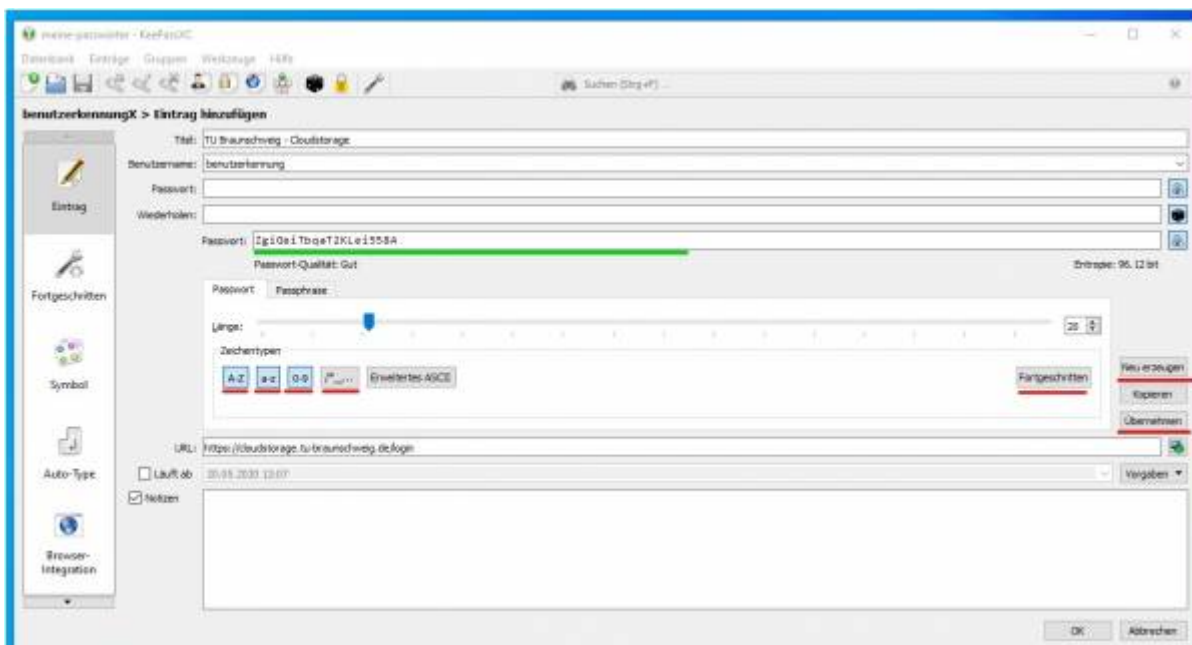 meine-passwörter - KeePassXC
Datenbank Einträge Gruppen Werkzeuge Hilfe
Suchen (Strg+F) ...
benutzerkennungX > Eintrag hinzufügen
Titel: TU Braunschweig - Cloudstorage
Benutzername: benutzerkennung
Passwort:
Eintrag
Wiederholen:
Passwort:
Passwort-Qualität: Gut
Entropie: 96.12 bit
Fortgeschritten
Passwort Passphrase
Länge:
20
Zeichentypen
A-Z a-z 0-9 Erweitertes ASCII Fortgeschritten
Neu erzeugen
Kopieren
Übernehmen
Symbol
URL: https://cloudstorage.tu-braunschweig.de/login
Auto-Type
Läuft ab
Vorgaben
Notizen
Browser-
Integration
OK Abbrechen